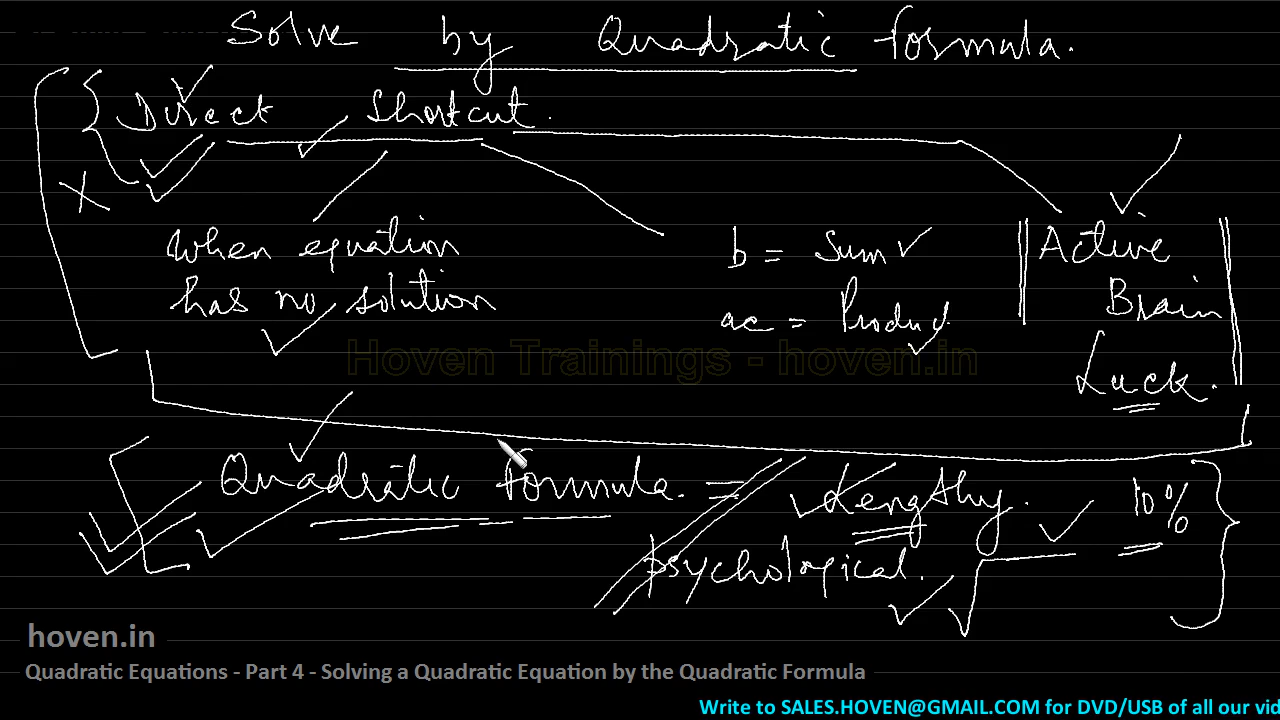 Solve by Quadratic formula.
Direct Shortcut.
When equation
has no solution
b = Sum
ac = Product
Active
Brain
Luck.
Hoven Trainings - hoven.in
Quadratic formula. = Lengthy. 10%
psychological.
hoven.in
Quadratic Equations - Part 4 - Solving a Quadratic Equation by the Quadratic Formula
Write to SALES.HOVEN@GMAIL.COM for DVD/USB of all our vid